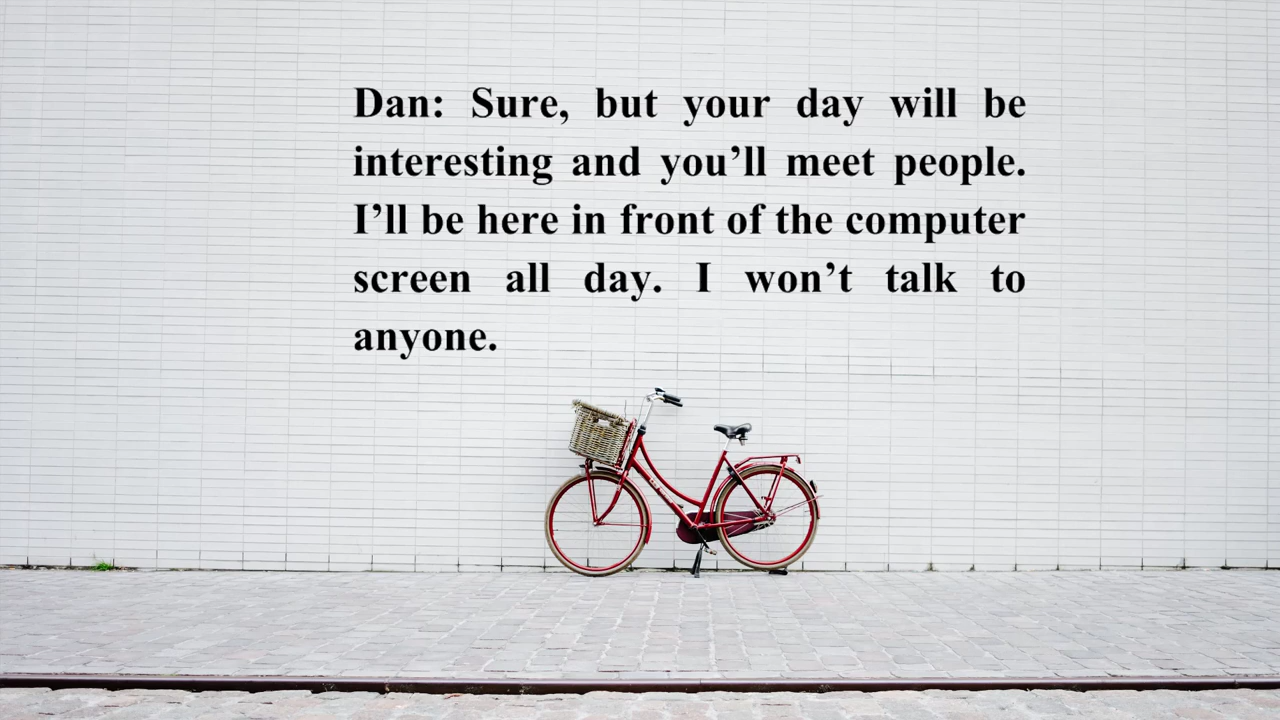 Dan: Sure, but your day will be
interesting and you’ll meet people.
I’ll be here in front of the computer
screen all day. I won’t talk to
anyone.